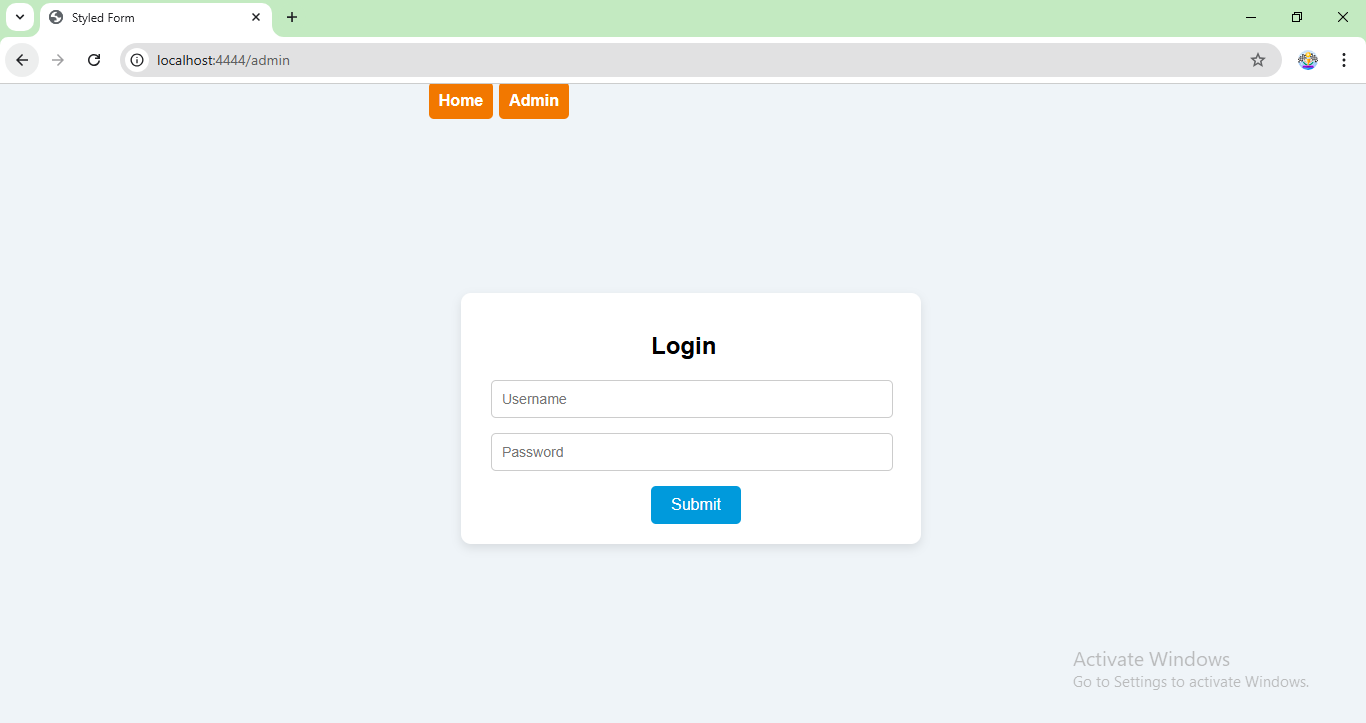 Styled Form
localhost:4444/admin
Home Admin
Login
Username
Password
Submit
Activate Windows
Go to Settings to activate Windows.